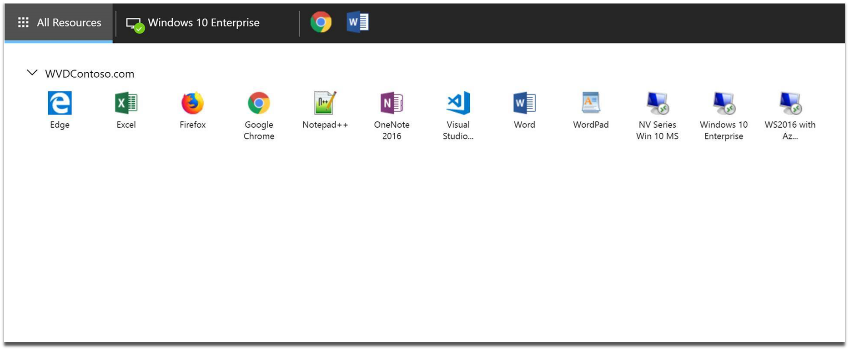 All Resources
Windows 10 Enterprise
WVDContoso.com
Edge
Excel
Firefox
Google
Chrome
Notepad++
OneNote
2016
Visual
Studio...
Word
WordPad
NV Series
Win 10 MS
Windows 10
Enterprise
WS2016 with
Az...